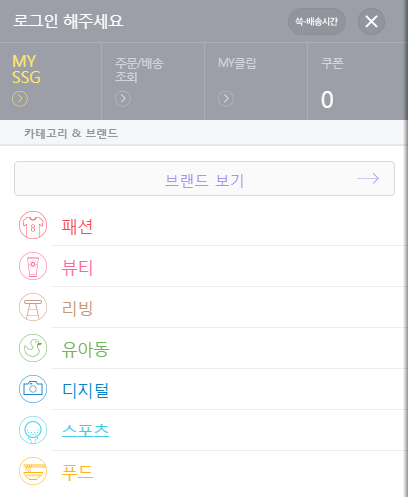 로그인 해주세요
쓱-배송시간
MY
SSG
주문/배송
조회
MY클립
쿠폰
0
카테고리 & 브랜드
브랜드 보기
패션
뷰티
리빙
유아동
디지털
스포츠
푸드